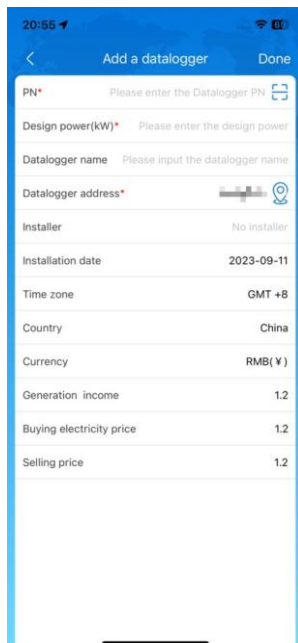 20:55
Add a datalogger Done
PN* Please enter the Datalogger PN
Design power(kW)* Please enter the design power
Datalogger name Please input the datalogger name
Datalogger address*
Installer No installer
Installation date 2023-09-11
Time zone GMT +8
Country China
Currency RMB(¥)
Generation income 1.2
Buying electricity price 1.2
Selling price 1.2